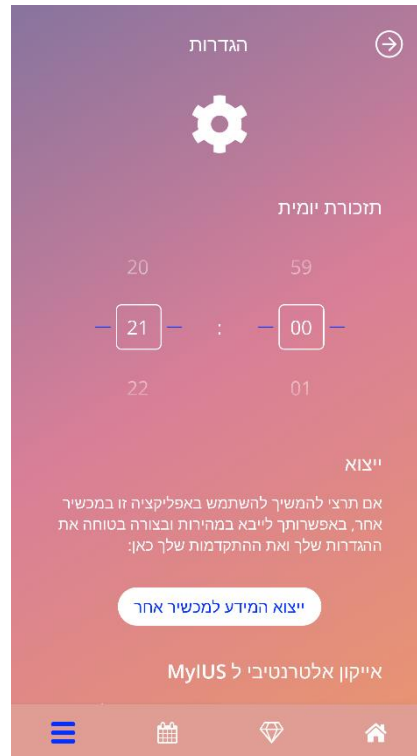 הגדרות
תזכורת יומית
20 59
21 : 00
22 01
ייצוא
אם תרצי להמשיך להשתמש באפליקציה זו במכשיר
אחר, באפשרותך לייבא במהירות ובצורה בטוחה את
ההגדרות שלך ואת ההתקדמות שלך כאן:
ייצוא המידע למכשיר אחר
אייקון אלטרנטיבי ל MyIUS